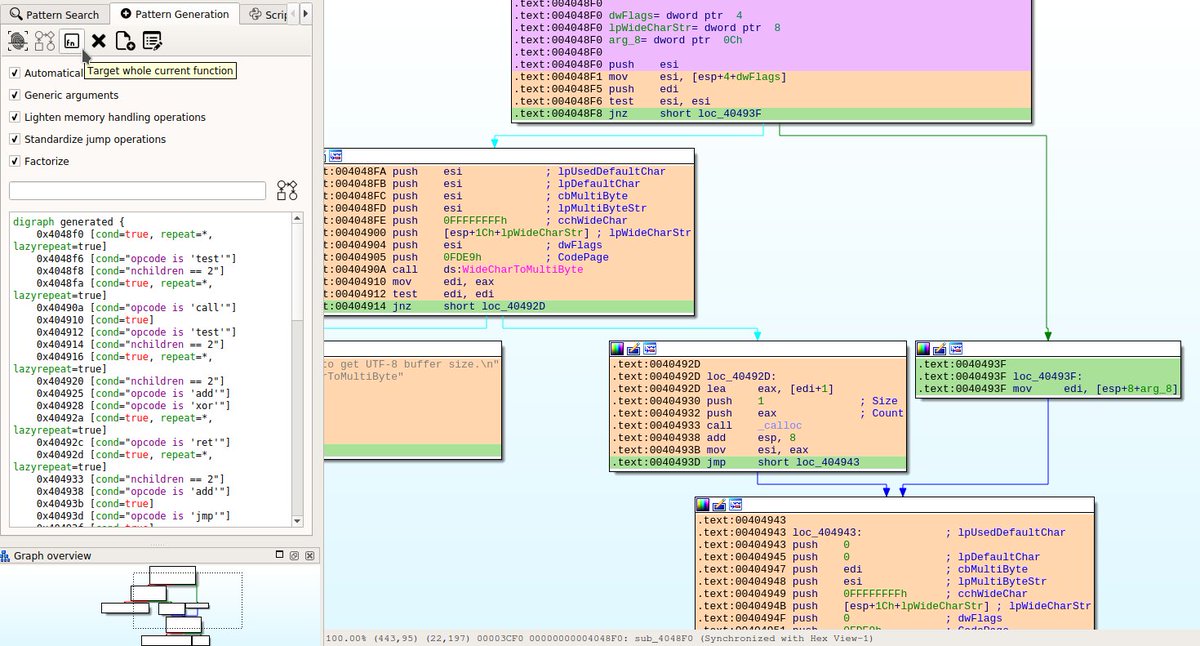 Pattern Search
Pattern Generation
Scri
Target whole current function
Automatical
Generic arguments
Lighten memory handling operations
Standardize jump operations
Factorize
digraph generated {
0x4048f0 [cond=true, repeat=*,
lazyrepeat=true]
0x4048f6 [cond="opcode is 'test'"]
0x4048f8 [cond="nchildren == 2"]
0x4048fa [cond=true, repeat=*,
lazyrepeat=true]
0x40490a [cond="opcode is 'call'"]
0x404910 [cond=true]
0x404912 [cond="opcode is 'test'"]
0x404914 [cond="nchildren == 2"]
0x404916 [cond=true, repeat=*,
lazyrepeat=true]
0x404920 [cond="nchildren == 2"]
0x404925 [cond="opcode is 'add'"]
0x404928 [cond="opcode is 'xor'"]
0x40492a [cond=true, repeat=*,
lazyrepeat=true]
0x40492c [cond="opcode is 'ret'"]
0x40492d [cond=true, repeat=*,
lazyrepeat=true]
0x404933 [cond="nchildren == 2"]
0x404938 [cond="opcode is 'add'"]
0x40493b [cond=true]
0x40493d [cond="opcode is 'jmp'"]
Graph overview
.text:004048F0
.text:004048F0 dwFlags= dword ptr 4
.text:004048F0 lpWideCharStr= dword ptr 8
.text:004048F0 arg_8= dword ptr 0Ch
.text:004048F0
.text:004048F0 push esi
.text:004048F1 mov esi, [esp+4+dwFlags]
.text:004048F5 push edi
.text:004048F6 test esi, esi
.text:004048F8 jnz short loc_40493F
t:004048FA push esi ; lpUsedDefaultChar
t:004048FB push esi ; lpDefaultChar
t:004048FC push esi ; cbMultiByte
t:004048FD push esi ; lpMultiByteStr
t:004048FE push 0FFFFFFFFh ; cchWideChar
t:00404900 push [esp+1Ch+lpWideCharStr] ; lpWideCharStr
t:00404904 push esi ; dwFlags
t:00404905 push 0FDE9h ; CodePage
t:0040490A call ds:WideCharToMultiByte
t:00404910 mov edi, eax
t:00404912 test edi, edi
t:00404914 jnz short loc_40492D
to get UTF-8 buffer size.\n"
rToMultiByte"
.text:0040492D
.text:0040492D loc_40492D:
.text:0040492D lea eax, [edi+1]
.text:00404930 push 1 ; Size
.text:00404932 push eax ; Count
.text:00404933 call _calloc
.text:00404938 add esp, 8
.text:0040493B mov esi, eax
.text:0040493D jmp short loc_404943
.text:0040493F
.text:0040493F loc_40493F:
.text:0040493F mov edi, [esp+8+arg_8]
.text:00404943
.text:00404943 loc_404943: ; lpUsedDefaultChar
.text:00404943 push 0
.text:00404945 push 0 ; lpDefaultChar
.text:00404947 push edi ; cbMultiByte
.text:00404948 push esi ; lpMultiByteStr
.text:00404949 push 0FFFFFFFFh ; cchWideChar
.text:0040494B push [esp+1Ch+lpWideCharStr] ; lpWideCharStr
.text:0040494F push 0 ; dwFlags
100.00% (443,95) (22,197) 00003CF0 00000000004048F0: sub_4048F0 (Synchronized with Hex View-1)